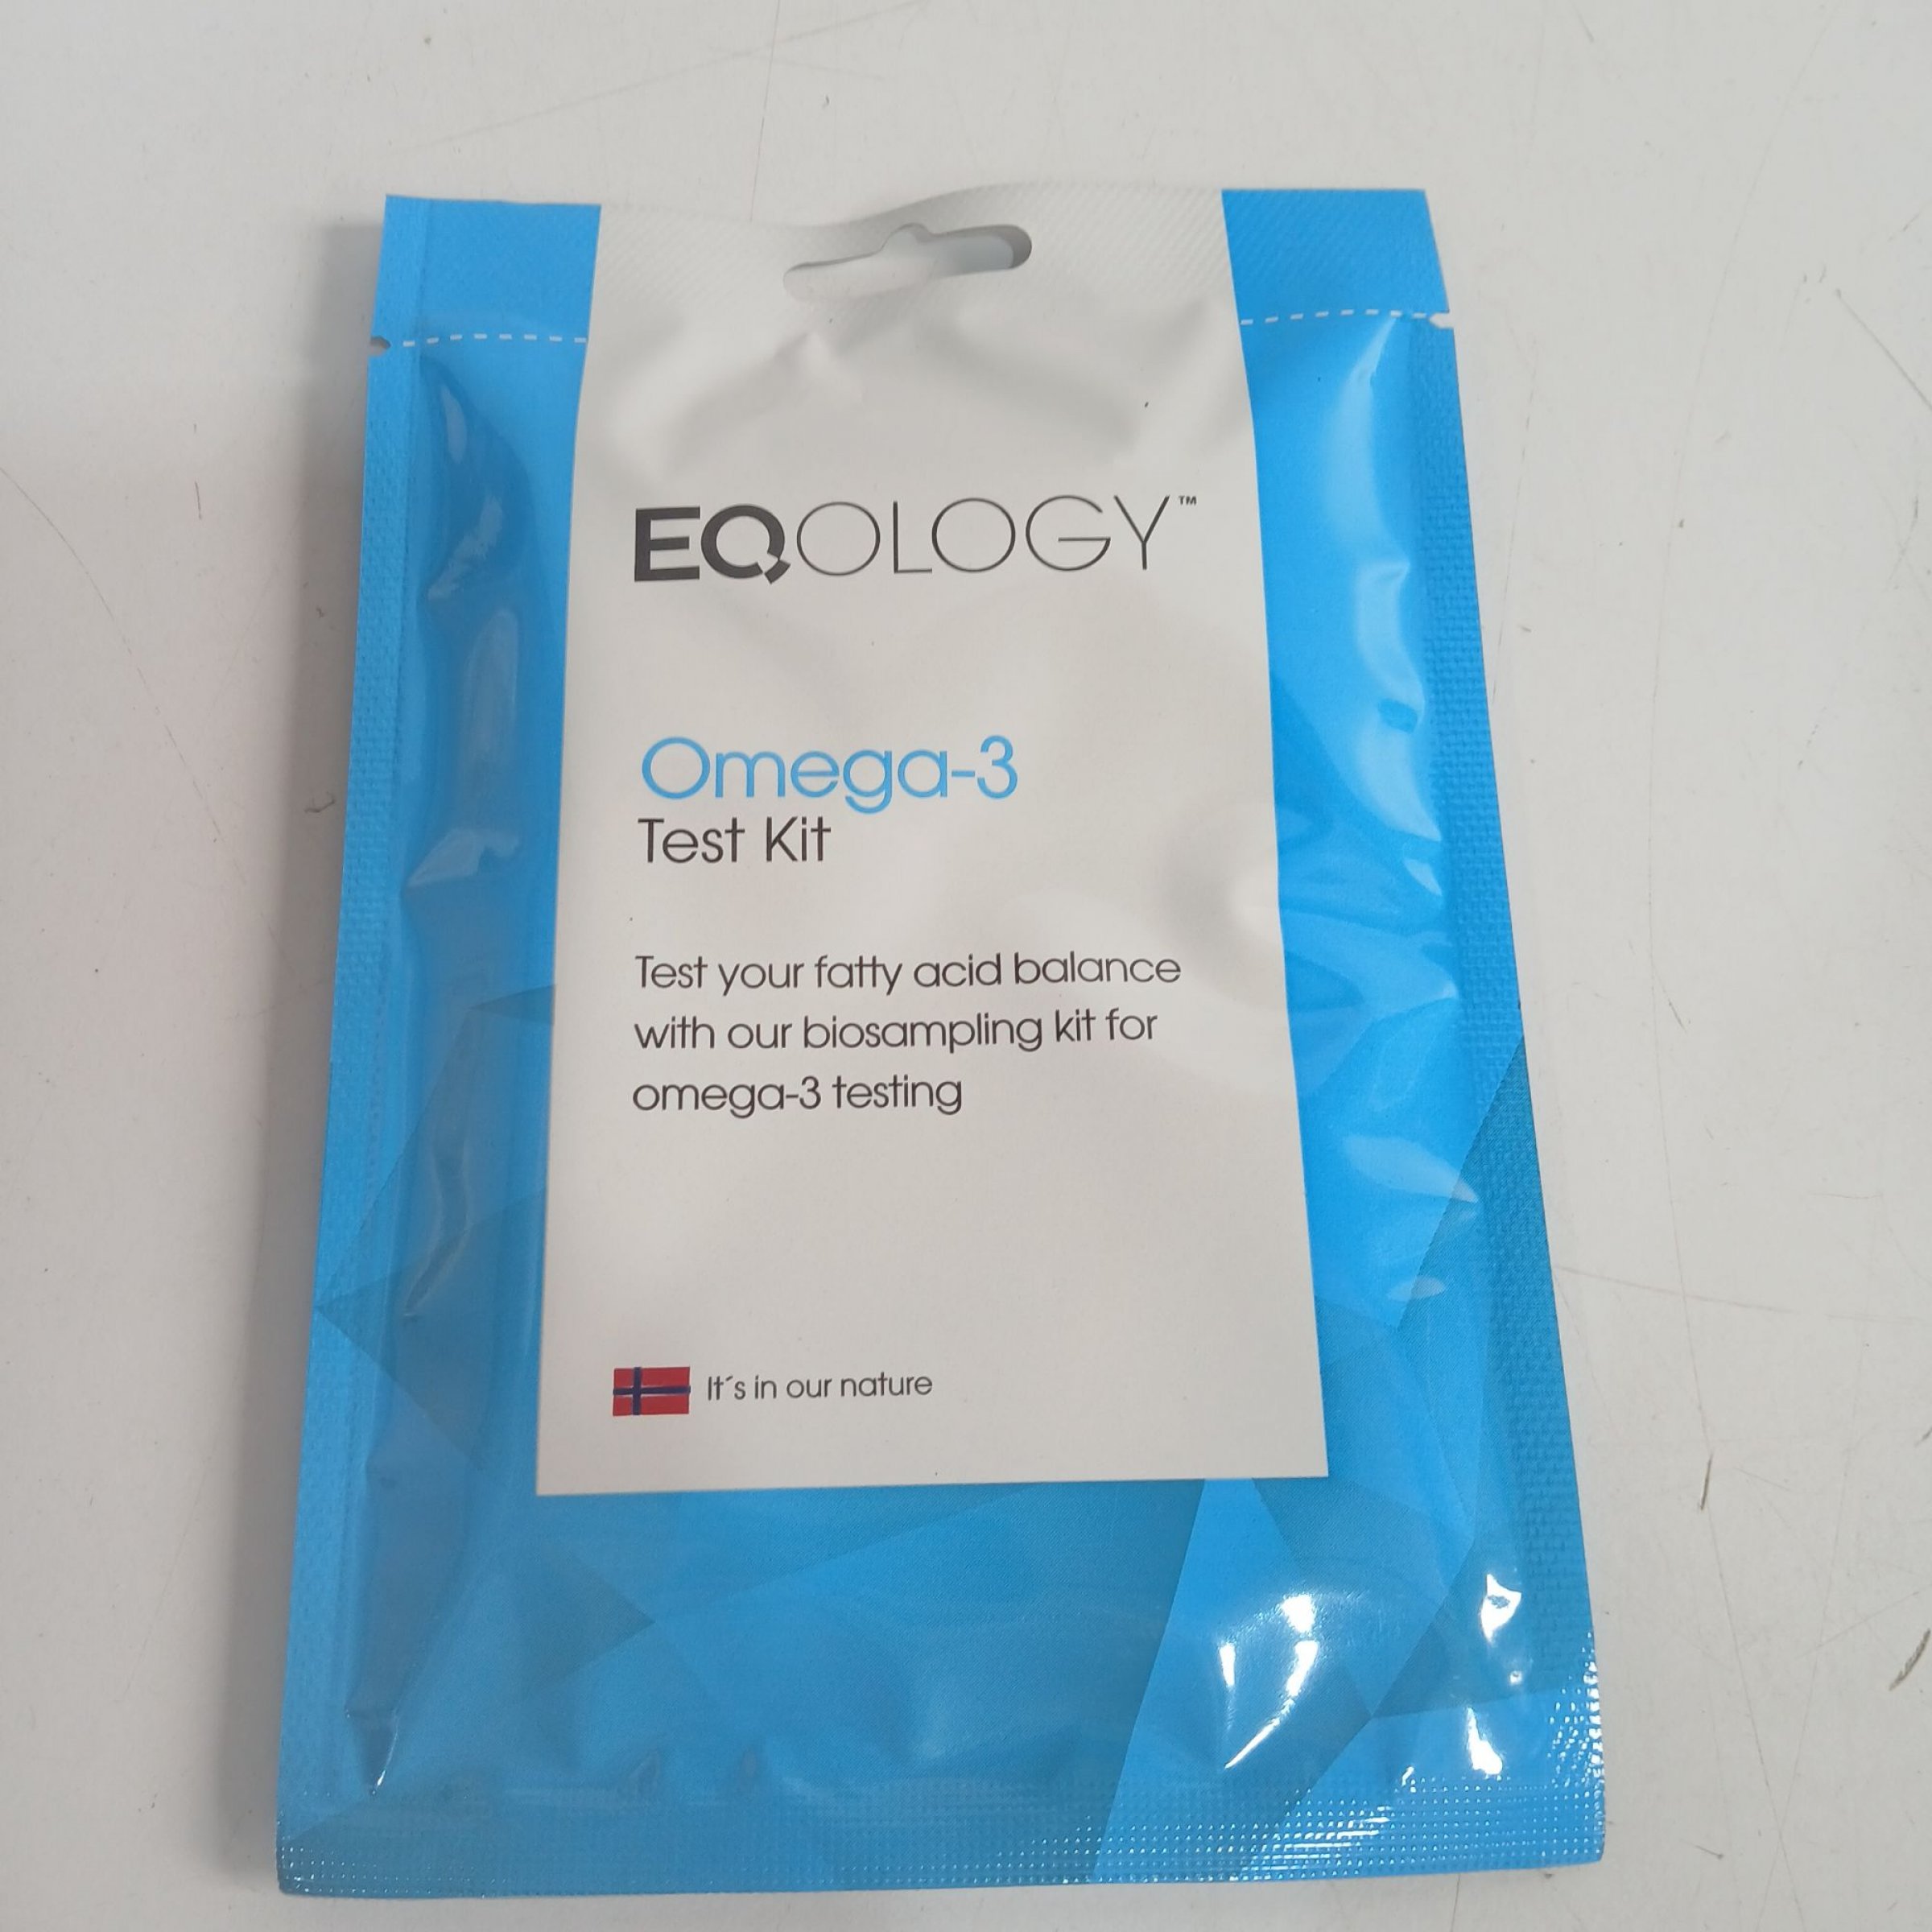 EQOLOGY™
Omega-3
Test Kit
Test your fatty acid balance
with our biosampling kit for
omega-3 testing
It´s in our nature